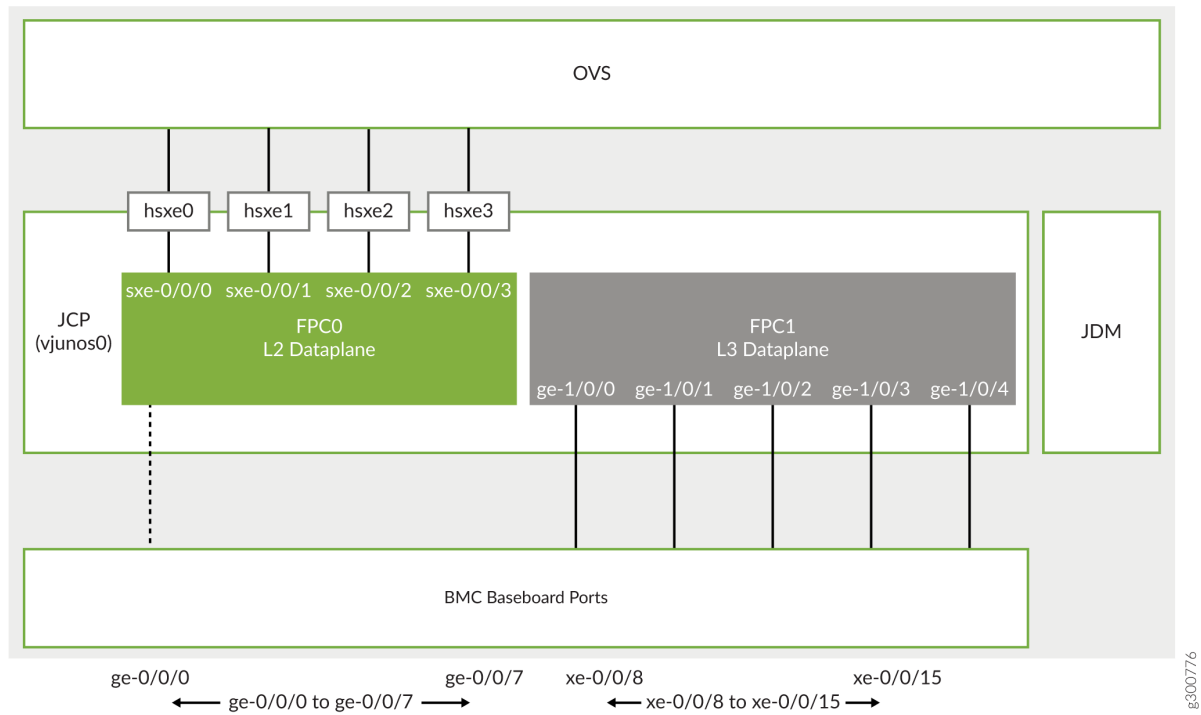 OVS
hsxe0 hsxe1 hsxe2 hsxe3
sxe-0/0/0 sxe-0/0/1 sxe-0/0/2 sxe-0/0/3
JCP
(vjunos0)
FPC0
L2 Dataplane
FPC1
L3 Dataplane
ge-1/0/0 ge-1/0/1 ge-1/0/2 ge-1/0/3 ge-1/0/4
JDM
BMC Baseboard Ports
ge-0/0/0 ge-0/0/7 xe-0/0/8 xe-0/0/15
ge-0/0/0 to ge-0/0/7 xe-0/0/8 to xe-0/0/15
g300776